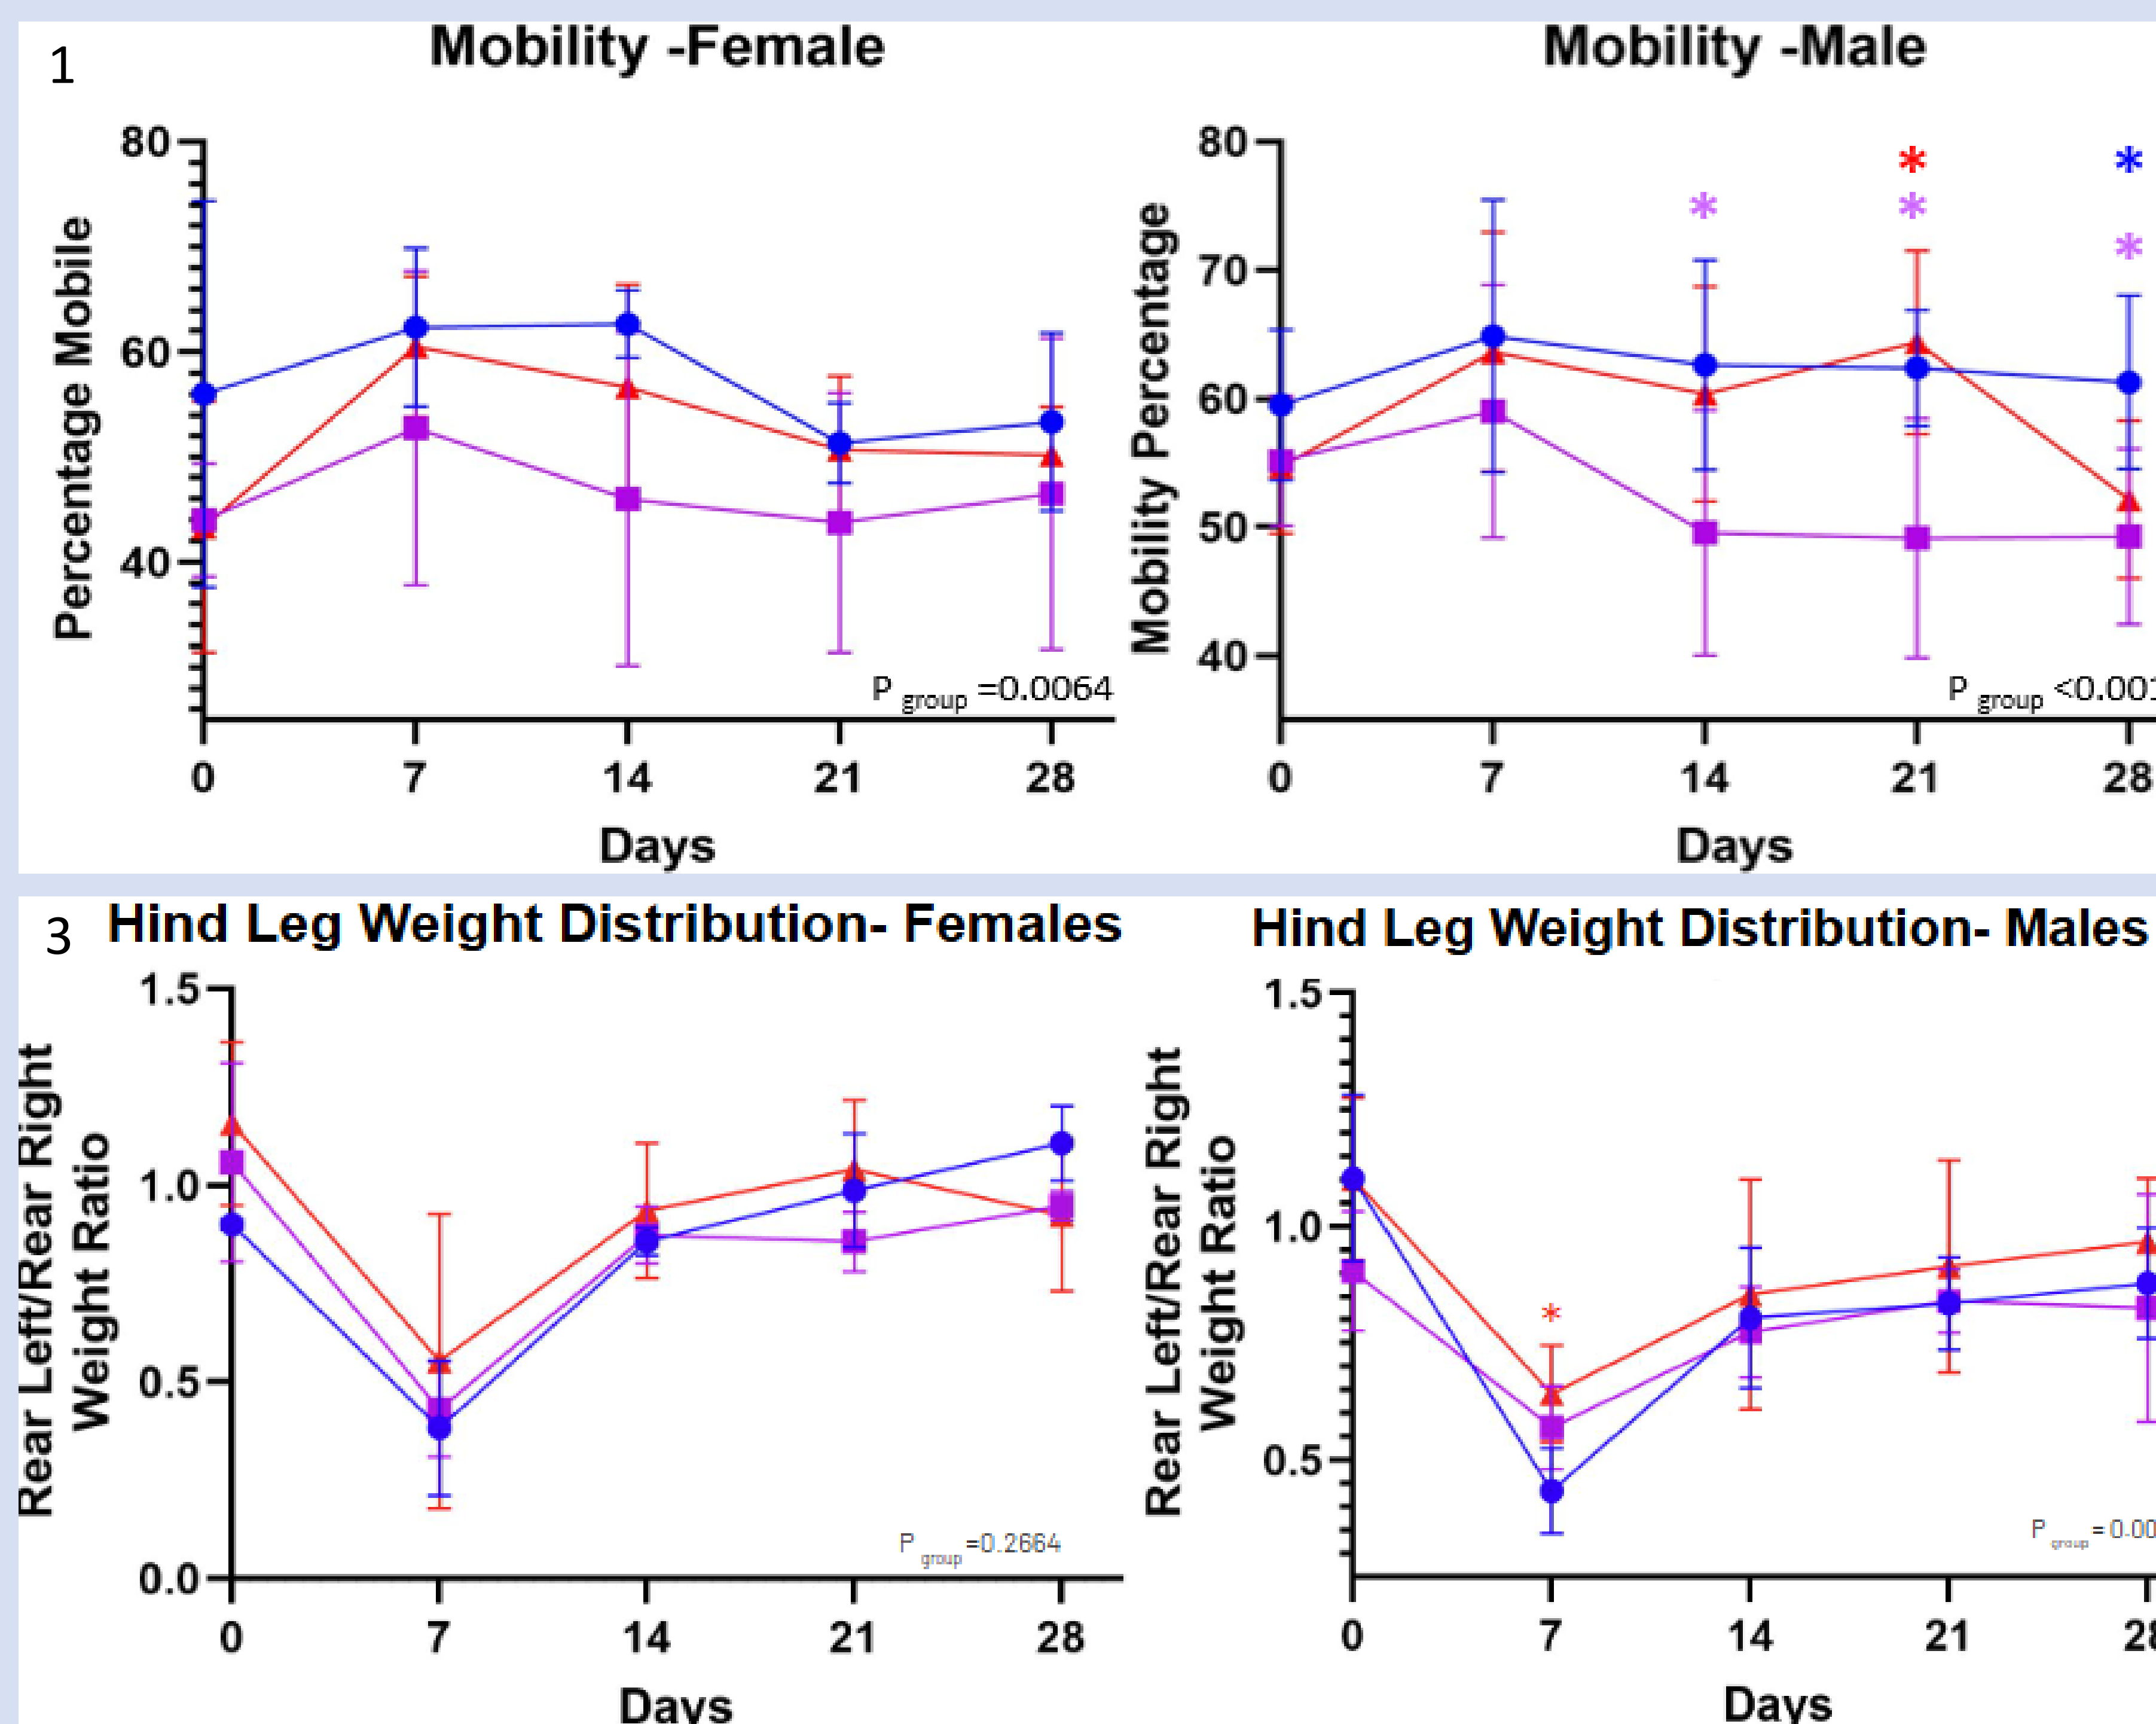 1
Mobility -Female
Mobility -Male
Percentage Mobile
80
60
40
P group =0.0064
0 7 14 21 28
Days
Mobility Percentage
80
70
60
50
40
* *
* * *
P group <0.001
0 7 14 21 28
Days
3
Hind Leg Weight Distribution- Females
Hind Leg Weight Distribution- Males
Rear Left/Rear Right
Weight Ratio
1.5
1.0
0.5
0.0
P group =0.2664
0 7 14 21 28
Days
Rear Left/Rear Right
Weight Ratio
1.5
1.0
0.5
*
P group = 0.00
0 7 14 21 28
Days